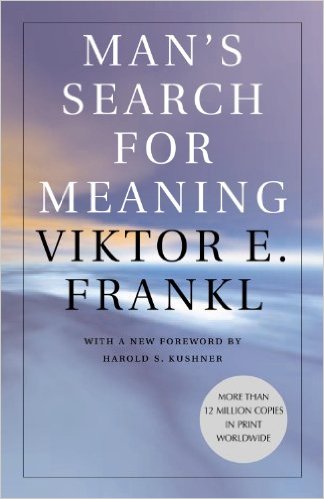 MAN'S
SEARCH
FOR
MEANING
VIKTOR E.
FRANKL
WITH A NEW FOREWORD BY
HAROLD S. KUSHNER
MORE THAN
12 MILLION COPIES
IN PRINT
WORLDWIDE